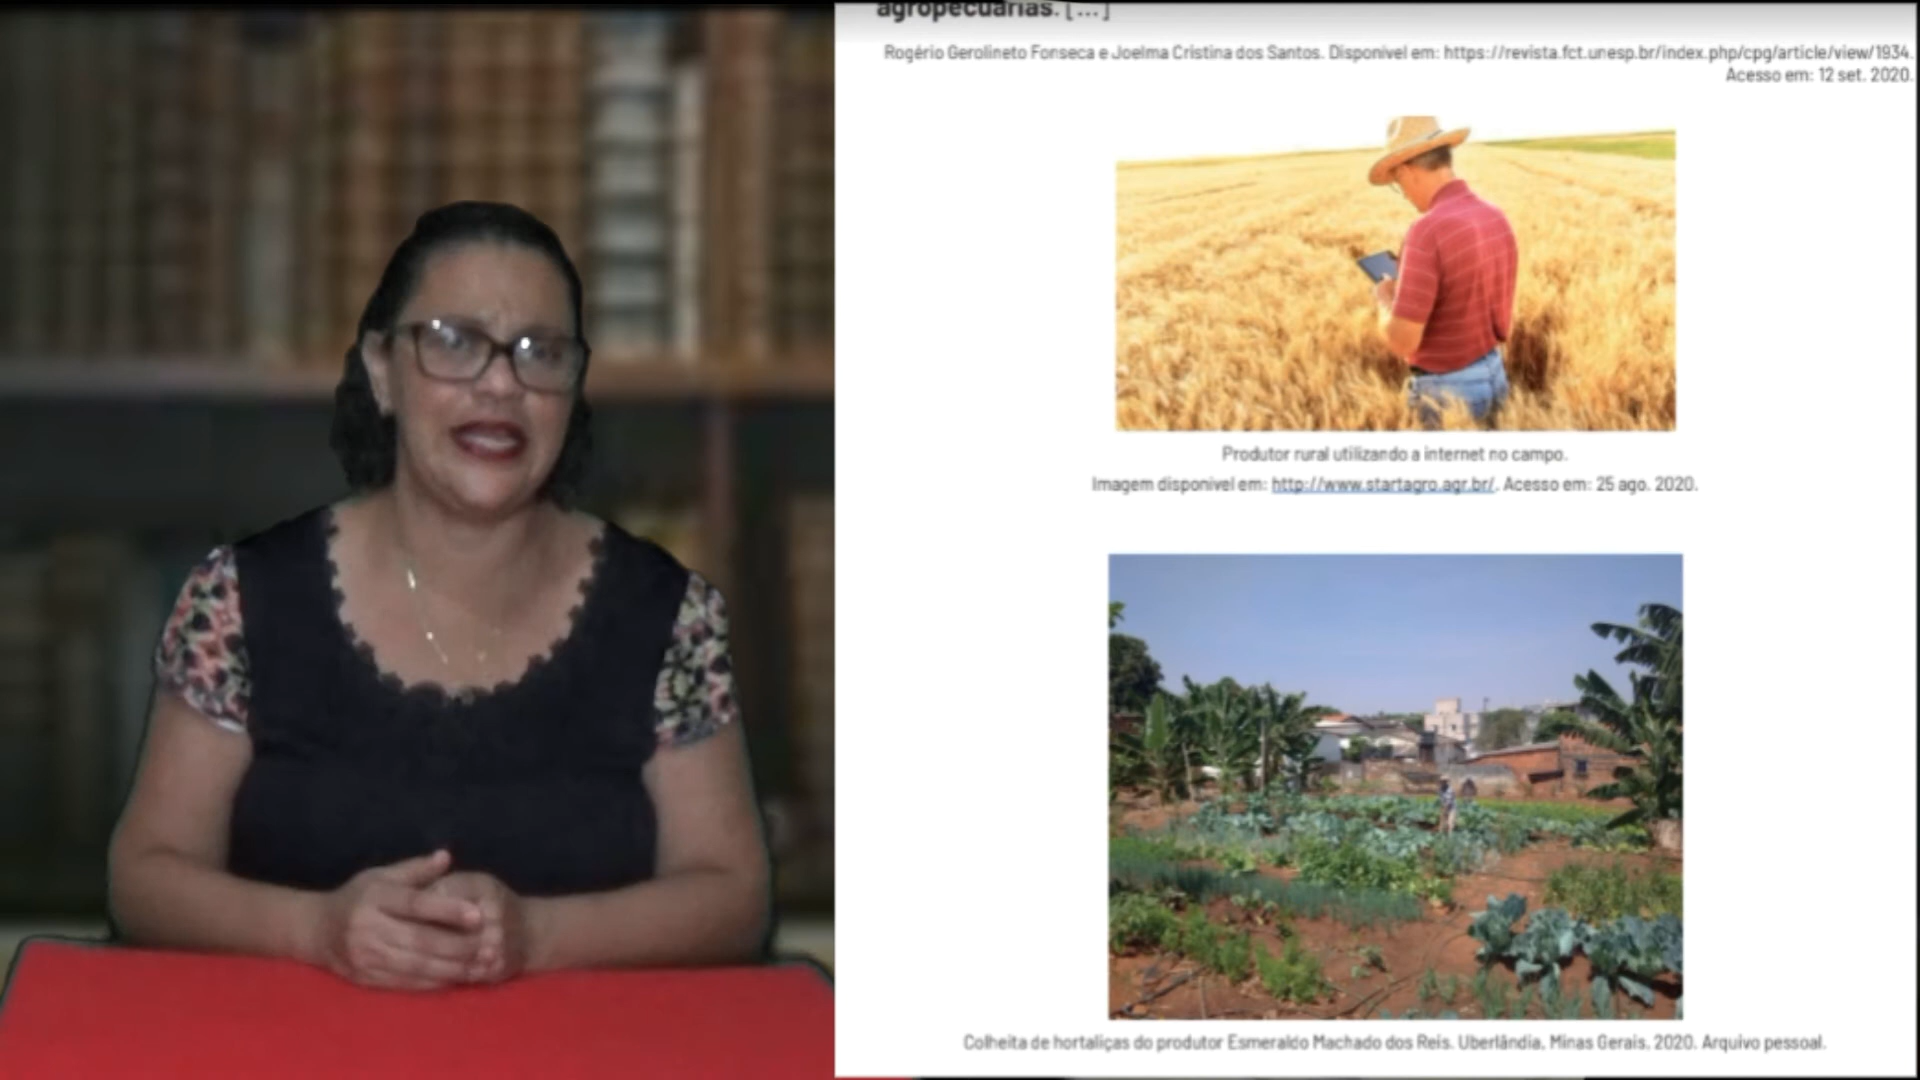 agropecuárias. [...]
Rogério Gerolineto Fonseca e Joelma Cristina dos Santos. Disponível em: https://revista.fct.unesp.br/index.php/cpg/article/view/1934.
Acesso em: 12 set. 2020.
Produtor rural utilizando a internet no campo.
Imagem disponível em: http://www.startagro.agr.br/. Acesso em: 25 ago. 2020.
Colheita de hortaliças do produtor Esmeraldo Machado dos Reis. Uberlândia, Minas Gerais, 2020. Arquivo pessoal.